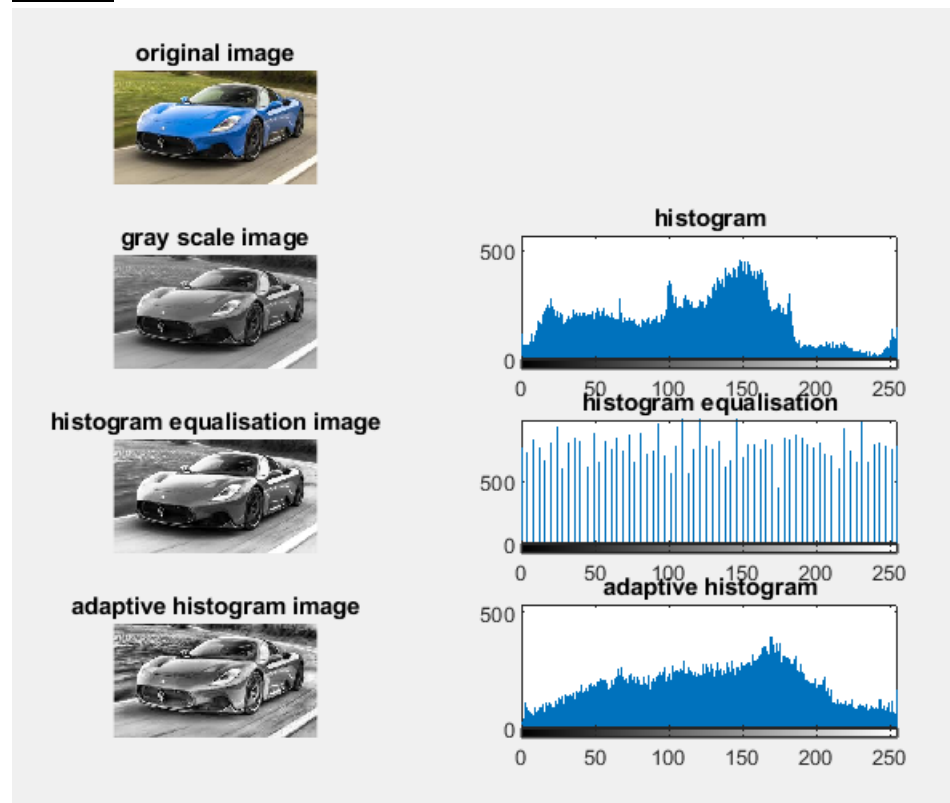 original image
gray scale image
histogram
500
0
0 50 100 150 200 250
histogram equalisation image
histogram equalisation
500
0
0 50 100 150 200 250
adaptive histogram image
adaptive histogram
500
0
0 50 100 150 200 250